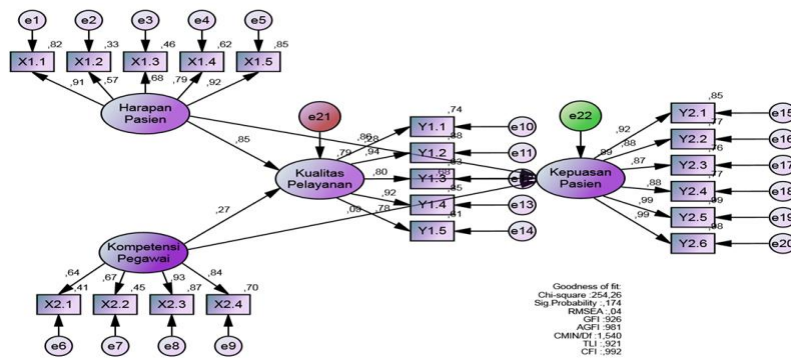 e1 e2 e3 e4 e5
,82 ,33 ,46 ,62 ,85
X1.1 X1.2 X1.3 X1.4 X1.5
,91 ,57 ,68 ,79 ,92
Harapan
Pasien
e21
e22
,85
Kualitas
Pelayanan
,79
,27
Kompetensi
Pegawai
,64 ,67 ,93 ,84
,41 ,45 ,87 ,70
X2.1 X2.2 X2.3 X2.4
e6 e7 e8 e9
,74
Y1.1 e10
,94
Y1.2 e11
,80
Y1.3
,92
Y1.4 e13
,78
Y1.5 e14
Kepuasan
Pasien
,85
,92
Y2.1 e15
,88 ,77
Y2.2 e16
,87 ,76
Y2.3 e17
,88 ,77
Y2.4 e18
,99
Y2.5 e19
,99
Y2.6 e20
Goodness of fit:
Chi-square :254,26
Sig.Probability :,174
RMSEA :,04
GFI :,926
AGFI :,981
CMIN/Df :1,540
TLI :,921
CFI :,992